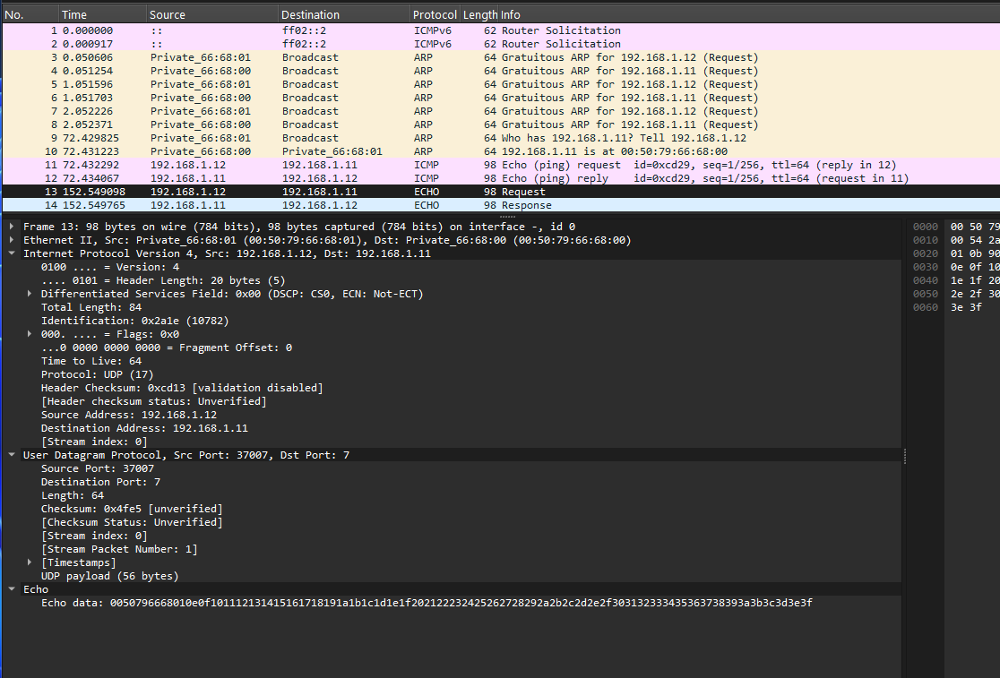 No. Time Source Destination Protocol Length Info
1 0.000000 :: ff02::2 ICMPv6 62 Router Solicitation
2 0.000917 :: ff02::2 ICMPv6 62 Router Solicitation
3 0.050606 Private_66:68:01 Broadcast ARP 64 Gratuitous ARP for 192.168.1.12 (Request)
4 0.051254 Private_66:68:00 Broadcast ARP 64 Gratuitous ARP for 192.168.1.11 (Request)
5 1.051596 Private_66:68:01 Broadcast ARP 64 Gratuitous ARP for 192.168.1.12 (Request)
6 1.051703 Private_66:68:00 Broadcast ARP 64 Gratuitous ARP for 192.168.1.11 (Request)
7 2.052226 Private_66:68:01 Broadcast ARP 64 Gratuitous ARP for 192.168.1.12 (Request)
8 2.052371 Private_66:68:00 Broadcast ARP 64 Gratuitous ARP for 192.168.1.11 (Request)
9 72.429825 Private_66:68:01 Broadcast ARP 64 Who has 192.168.1.11? Tell 192.168.1.12
10 72.431223 Private_66:68:00 Private_66:68:01 ARP 64 192.168.1.11 is at 00:50:79:66:68:00
11 72.432292 192.168.1.12 192.168.1.11 ICMP 98 Echo (ping) request id=0xcd29, seq=1/256, ttl=64 (reply in 12)
12 72.434067 192.168.1.11 192.168.1.12 ICMP 98 Echo (ping) reply id=0xcd29, seq=1/256, ttl=64 (request in 11)
13 152.549098 192.168.1.12 192.168.1.11 ECHO 98 Request
14 152.549765 192.168.1.11 192.168.1.12 ECHO 98 Response
Frame 13: 98 bytes on wire (784 bits), 98 bytes captured (784 bits) on interface -, id 0
Ethernet II, Src: Private_66:68:01 (00:50:79:66:68:01), Dst: Private_66:68:00 (00:50:79:66:68:00)
Internet Protocol Version 4, Src: 192.168.1.12, Dst: 192.168.1.11
0100 .... = Version: 4
.... 0101 = Header Length: 20 bytes (5)
Differentiated Services Field: 0x00 (DSCP: CS0, ECN: Not-ECT)
Total Length: 84
Identification: 0x2a1e (10782)
000. .... = Flags: 0x0
...0 0000 0000 0000 = Fragment Offset: 0
Time to Live: 64
Protocol: UDP (17)
Header Checksum: 0xcd13 [validation disabled]
[Header checksum status: Unverified]
Source Address: 192.168.1.12
Destination Address: 192.168.1.11
[Stream index: 0]
User Datagram Protocol, Src Port: 37007, Dst Port: 7
Source Port: 37007
Destination Port: 7
Length: 64
Checksum: 0x4fe5 [unverified]
[Checksum Status: Unverified]
[Stream index: 0]
[Stream Packet Number: 1]
[Timestamps]
UDP payload (56 bytes)
Echo
Echo data: 0050796668010e0f101112131415161718191a1b1c1d1e1f202122232425262728292a2b2c2d2e2f303132333435363738393a3b3c3d3e3f
0000 00 50 79
0010 00 54 2a
0020 01 0b 90
0030 0e 0f 10
0040 1e 1f 20
0050 2e 2f 30
0060 3e 3f